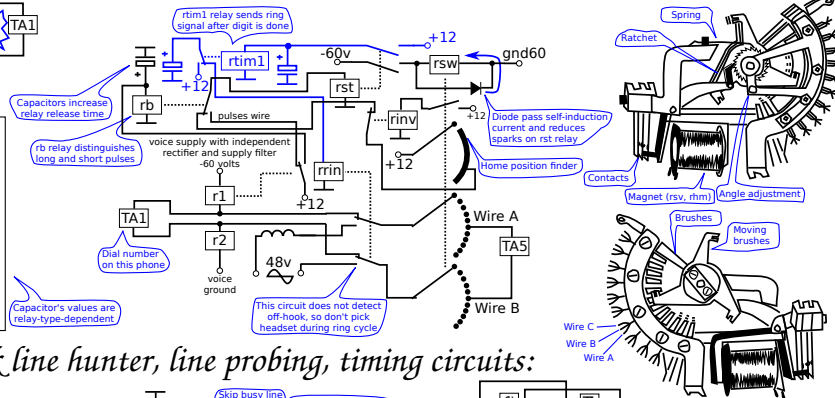 TA1
rtim1 relay sends ring
signal after digit is done
+12
-60v
gnd60
rtim1
rsw
+12
rst
Capacitors increase
relay release time
rb
pulses wire
rinv
+12
Diode pass self-induction
current and reduces
sparks on rst relay
rb relay distinguishes
long and short pulses
voice supply with independent
rectifier and supply filter
-60 volts
+12
Home position finder
r1
rrin
+12
TA1
Wire A
r2
TA5
Dial number
on this phone
48v
voice
ground
Wire B
This circuit does not detect
off-hook, so don't pick
headset during ring cycle
Capacitor's values are
relay-type-dependent
Spring
Ratchet
Contacts
Magnet (rsv, rhm)
Angle adjustment
Brushes
Moving
brushes
Wire C
Wire B
Wire A
line hunter, line probing, timing circuits:
Skip busy line